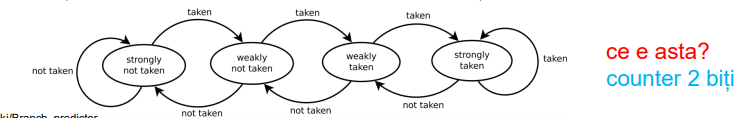 taken
taken
taken
strongly
not taken
weakly
not taken
weakly
taken
strongly
taken
not taken
taken
not taken
not taken
not taken
ce e asta?
counter 2 biți